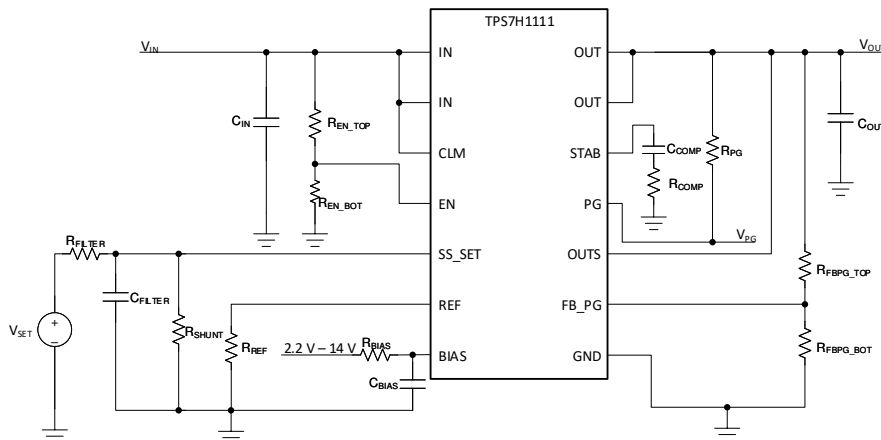 TPS7H1111
VIN
IN
OUT
VOU
IN
OUT
CIN
REN_TOP
CLM
STAB
CCOMP
RPG
COUT
RCOMP
EN
PG
REN_BOT
VPG
RFILTER
SS_SET
OUTS
RFBPG_TOP
CFILTER
REF
FB_PG
VSET
+
-
RSHUNT
RREF
2.2 V – 14 V
RBIAS
BIAS
GND
RFBPG_BOT
CBIAS